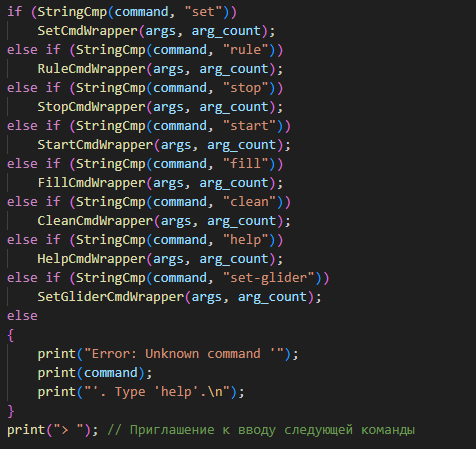 if (StringCmp(command, "set"))
    SetCmdWrapper(args, arg_count);
else if (StringCmp(command, "rule"))
    RuleCmdWrapper(args, arg_count);
else if (StringCmp(command, "stop"))
    StopCmdWrapper(args, arg_count);
else if (StringCmp(command, "start"))
    StartCmdWrapper(args, arg_count);
else if (StringCmp(command, "fill"))
    FillCmdWrapper(args, arg_count);
else if (StringCmp(command, "clean"))
    CleanCmdWrapper(args, arg_count);
else if (StringCmp(command, "help"))
    HelpCmdWrapper(args, arg_count);
else if (StringCmp(command, "set-glider"))
    SetGliderCmdWrapper(args, arg_count);
else
{
    print("Error: Unknown command '");
    print(command);
    print("'. Type 'help'.\n");
}
print("> "); // Приглашение к вводу следующей команды